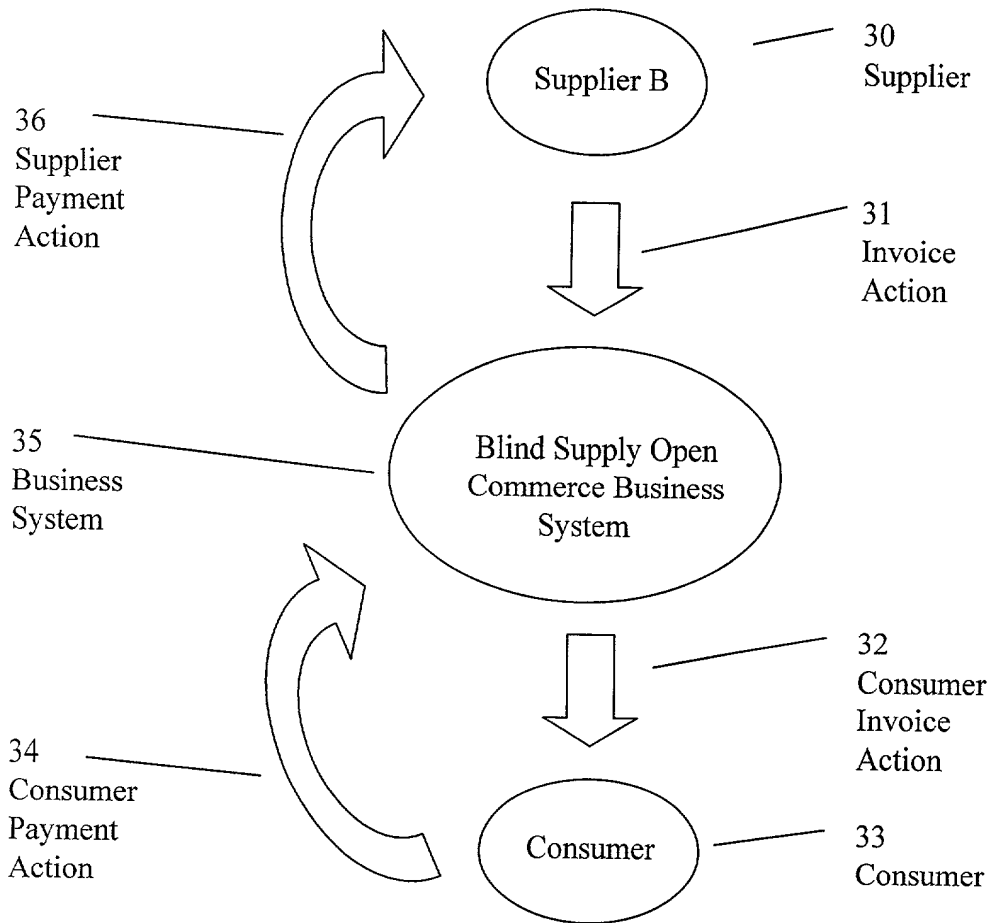 30
Supplier
Supplier B
36
Supplier
Payment
Action
31
Invoice
Action
35
Business
System
Blind Supply Open
Commerce Business
System
32
Consumer
Invoice
Action
34
Consumer
Payment
Action
Consumer
33
Consumer